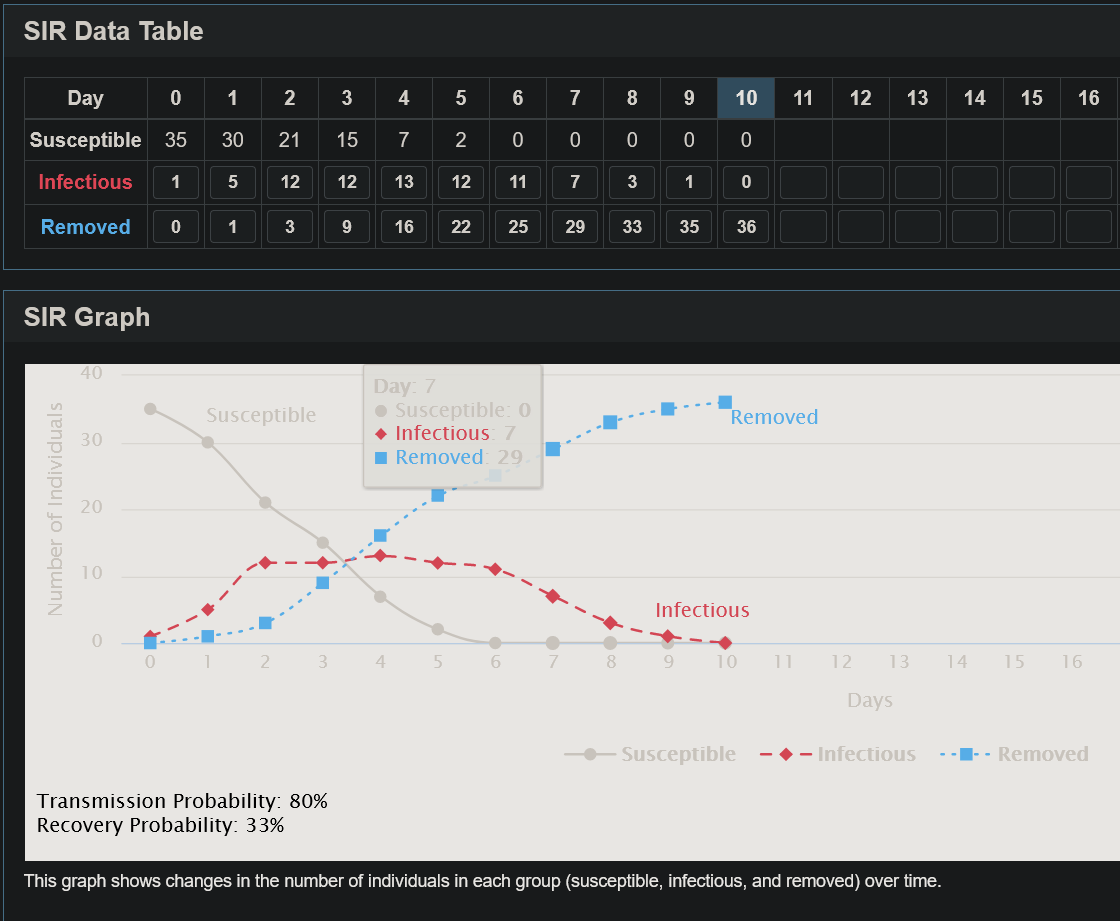 SIR Data Table
Day 0 1 2 3 4 5 6 7 8 9 10 11 12 13 14 15 16
Susceptible 35 30 21 15 7 2 0 0 0 0 0
Infectious 1 5 12 12 13 12 11 7 3 1 0
Removed 0 1 3 9 16 22 25 29 33 35 36
SIR Graph
40
30
20
10
0
Number of Individuals
Susceptible
Day: 7
Susceptible: 0
Infectious: 7
Removed: 29
Removed
Infectious
0 1 2 3 4 5 6 7 8 9 10 11 12 13 14 15 16
Days
Susceptible Infectious Removed
Transmission Probability: 80%
Recovery Probability: 33%
This graph shows changes in the number of individuals in each group (susceptible, infectious, and removed) over time.